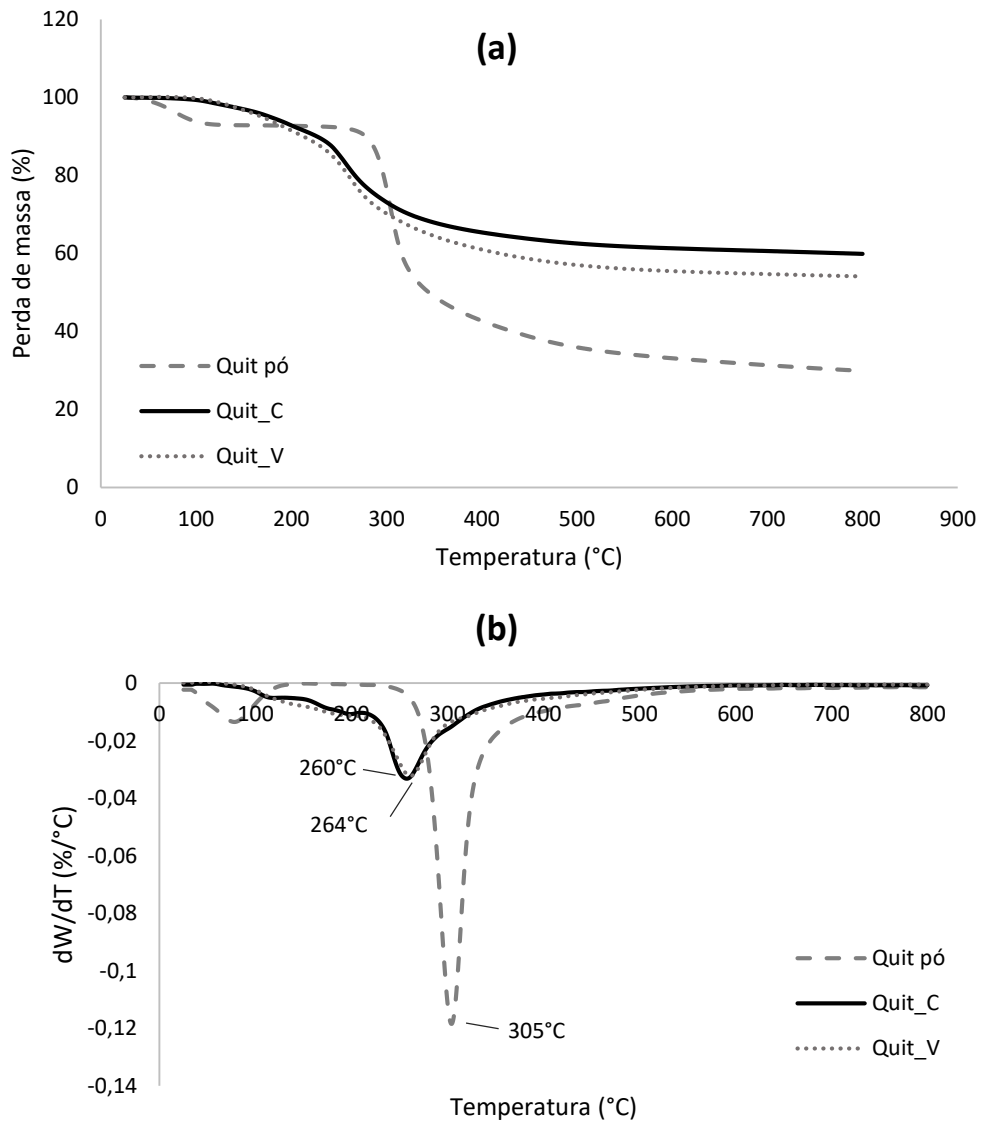 (a)
120
100
80
60
40
20
0
Perda de massa (%)
Quit pó
Quit_C
Quit_V
0 100 200 300 400 500 600 700 800 900
Temperatura (°C)
(b)
0
-0,02
-0,04
-0,06
-0,08
-0,1
-0,12
-0,14
dW/dT (%/°C)
0 100 200 300 400 500 600 700 800
260°C
264°C
305°C
Quit pó
Quit_C
Quit_V
Temperatura (°C)